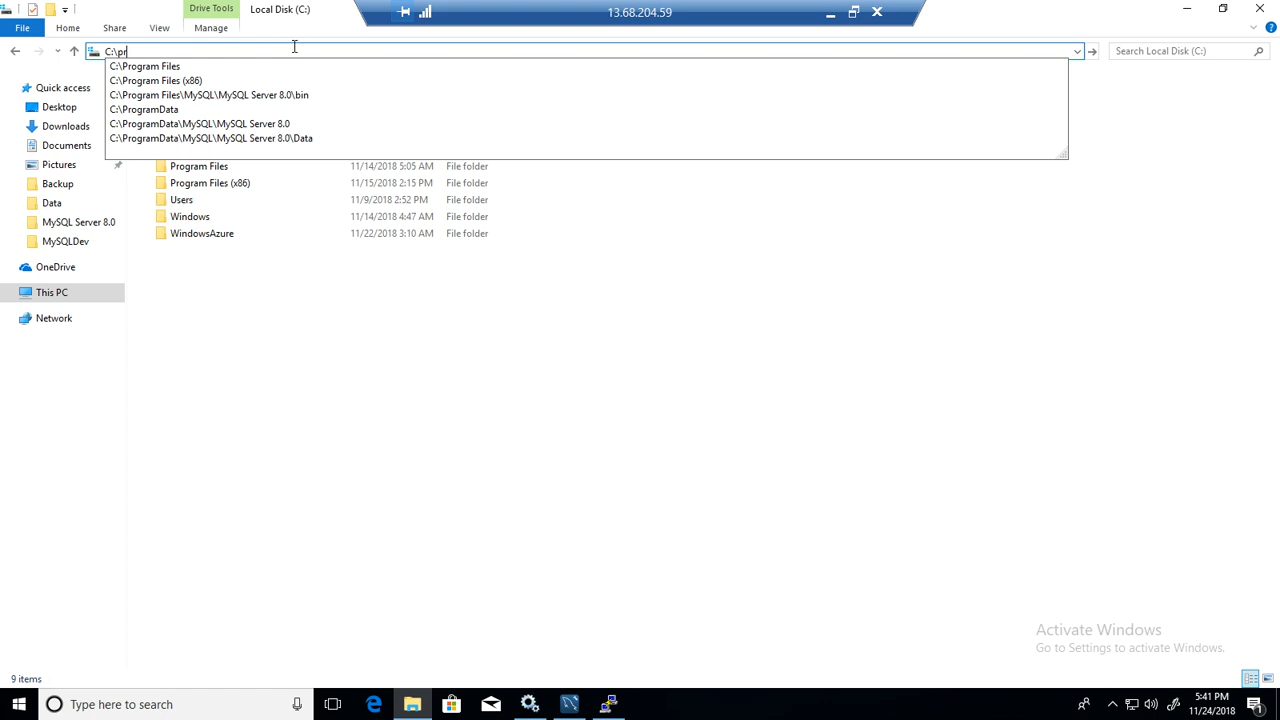 Drive Tools
Local Disk (C:)
13.68.204.59
File
Home
Share
View
Manage
C:\pr
Search Local Disk (C:)
C:\Program Files
C:\Program Files (x86)
C:\Program Files\MySQL\MySQL Server 8.0\bin
C:\ProgramData
C:\ProgramData\MySQL\MySQL Server 8.0
C:\ProgramData\MySQL\MySQL Server 8.0\Data
Quick access
Desktop
Downloads
Documents
Pictures
Backup
Data
MySQL Server 8.0
MySQLDev
OneDrive
This PC
Network
Program Files 11/14/2018 5:05 AM File folder
Program Files (x86) 11/15/2018 2:15 PM File folder
Users 11/9/2018 2:52 PM File folder
Windows 11/14/2018 4:47 AM File folder
WindowsAzure 11/22/2018 3:10 AM File folder
Activate Windows
Go to Settings to activate Windows.
9 items
Type here to search
5:41 PM
11/24/2018
1